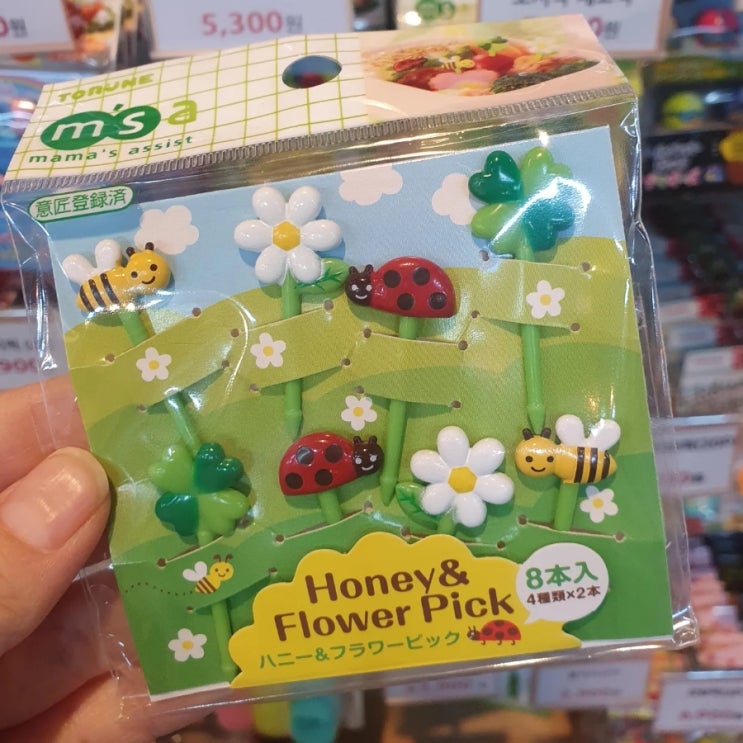 5,300원
TORUNE
m's a
mama's assist
意匠登録済
Honey&
Flower Pick
ハニー&フラワーピック
8本入
4種類×2本